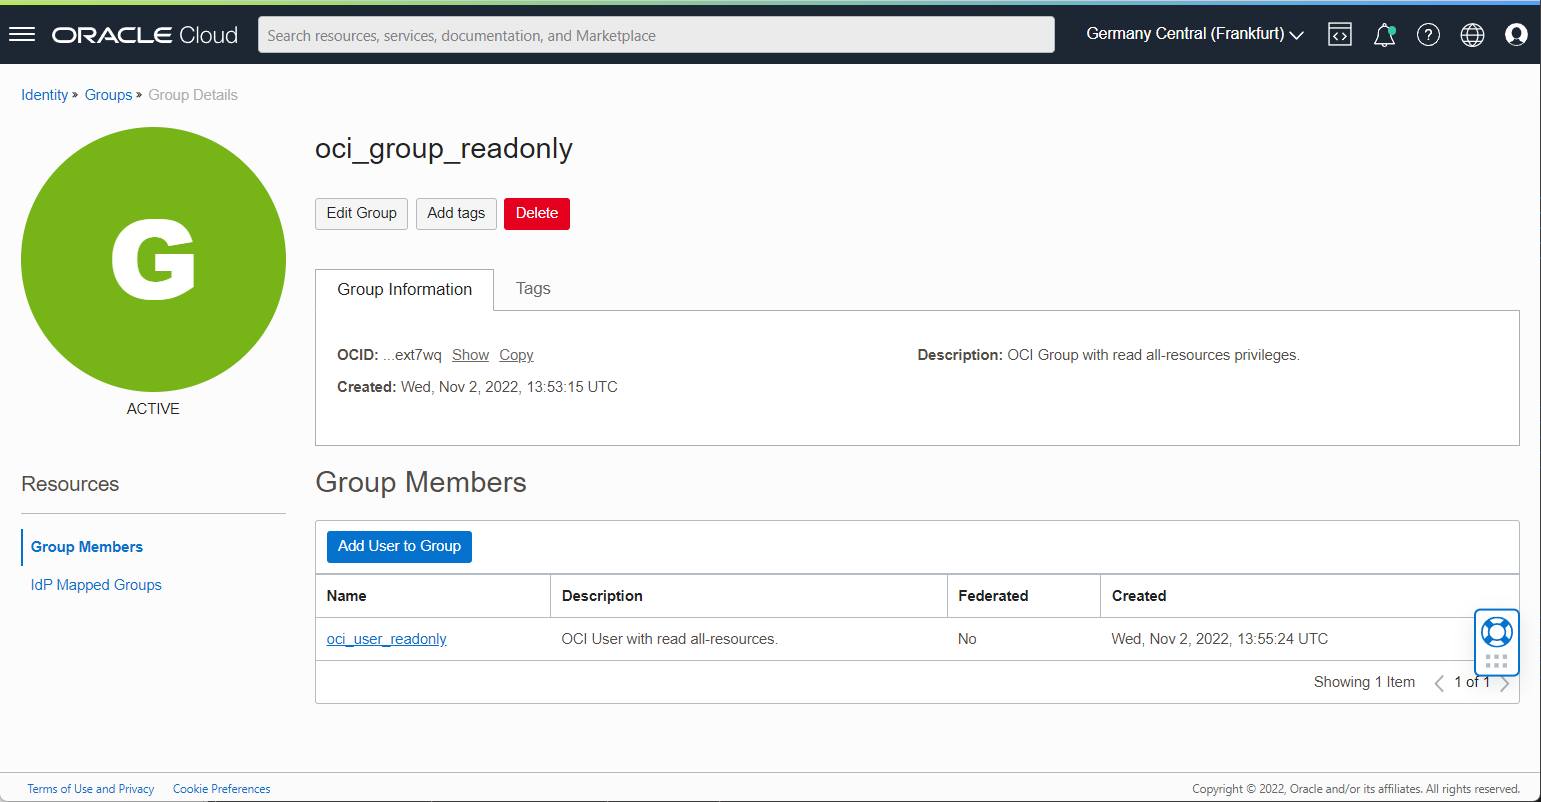 ORACLE Cloud
Search resources, services, documentation, and Marketplace
Germany Central (Frankfurt)
Identity » Groups » Group Details
G
ACTIVE
oci_group_readonly
Edit Group Add tags Delete
Group Information Tags
OCID: ...ext7wq Show Copy
Description: OCI Group with read all-resources privileges.
Created: Wed, Nov 2, 2022, 13:53:15 UTC
Resources
Group Members
IdP Mapped Groups
Group Members
Add User to Group
Name Description Federated Created
oci_user_readonly OCI User with read all-resources. No Wed, Nov 2, 2022, 13:55:24 UTC
Showing 1 Item 1 of 1
Terms of Use and Privacy Cookie Preferences
Copyright © 2022, Oracle and/or its affiliates. All rights reserved.